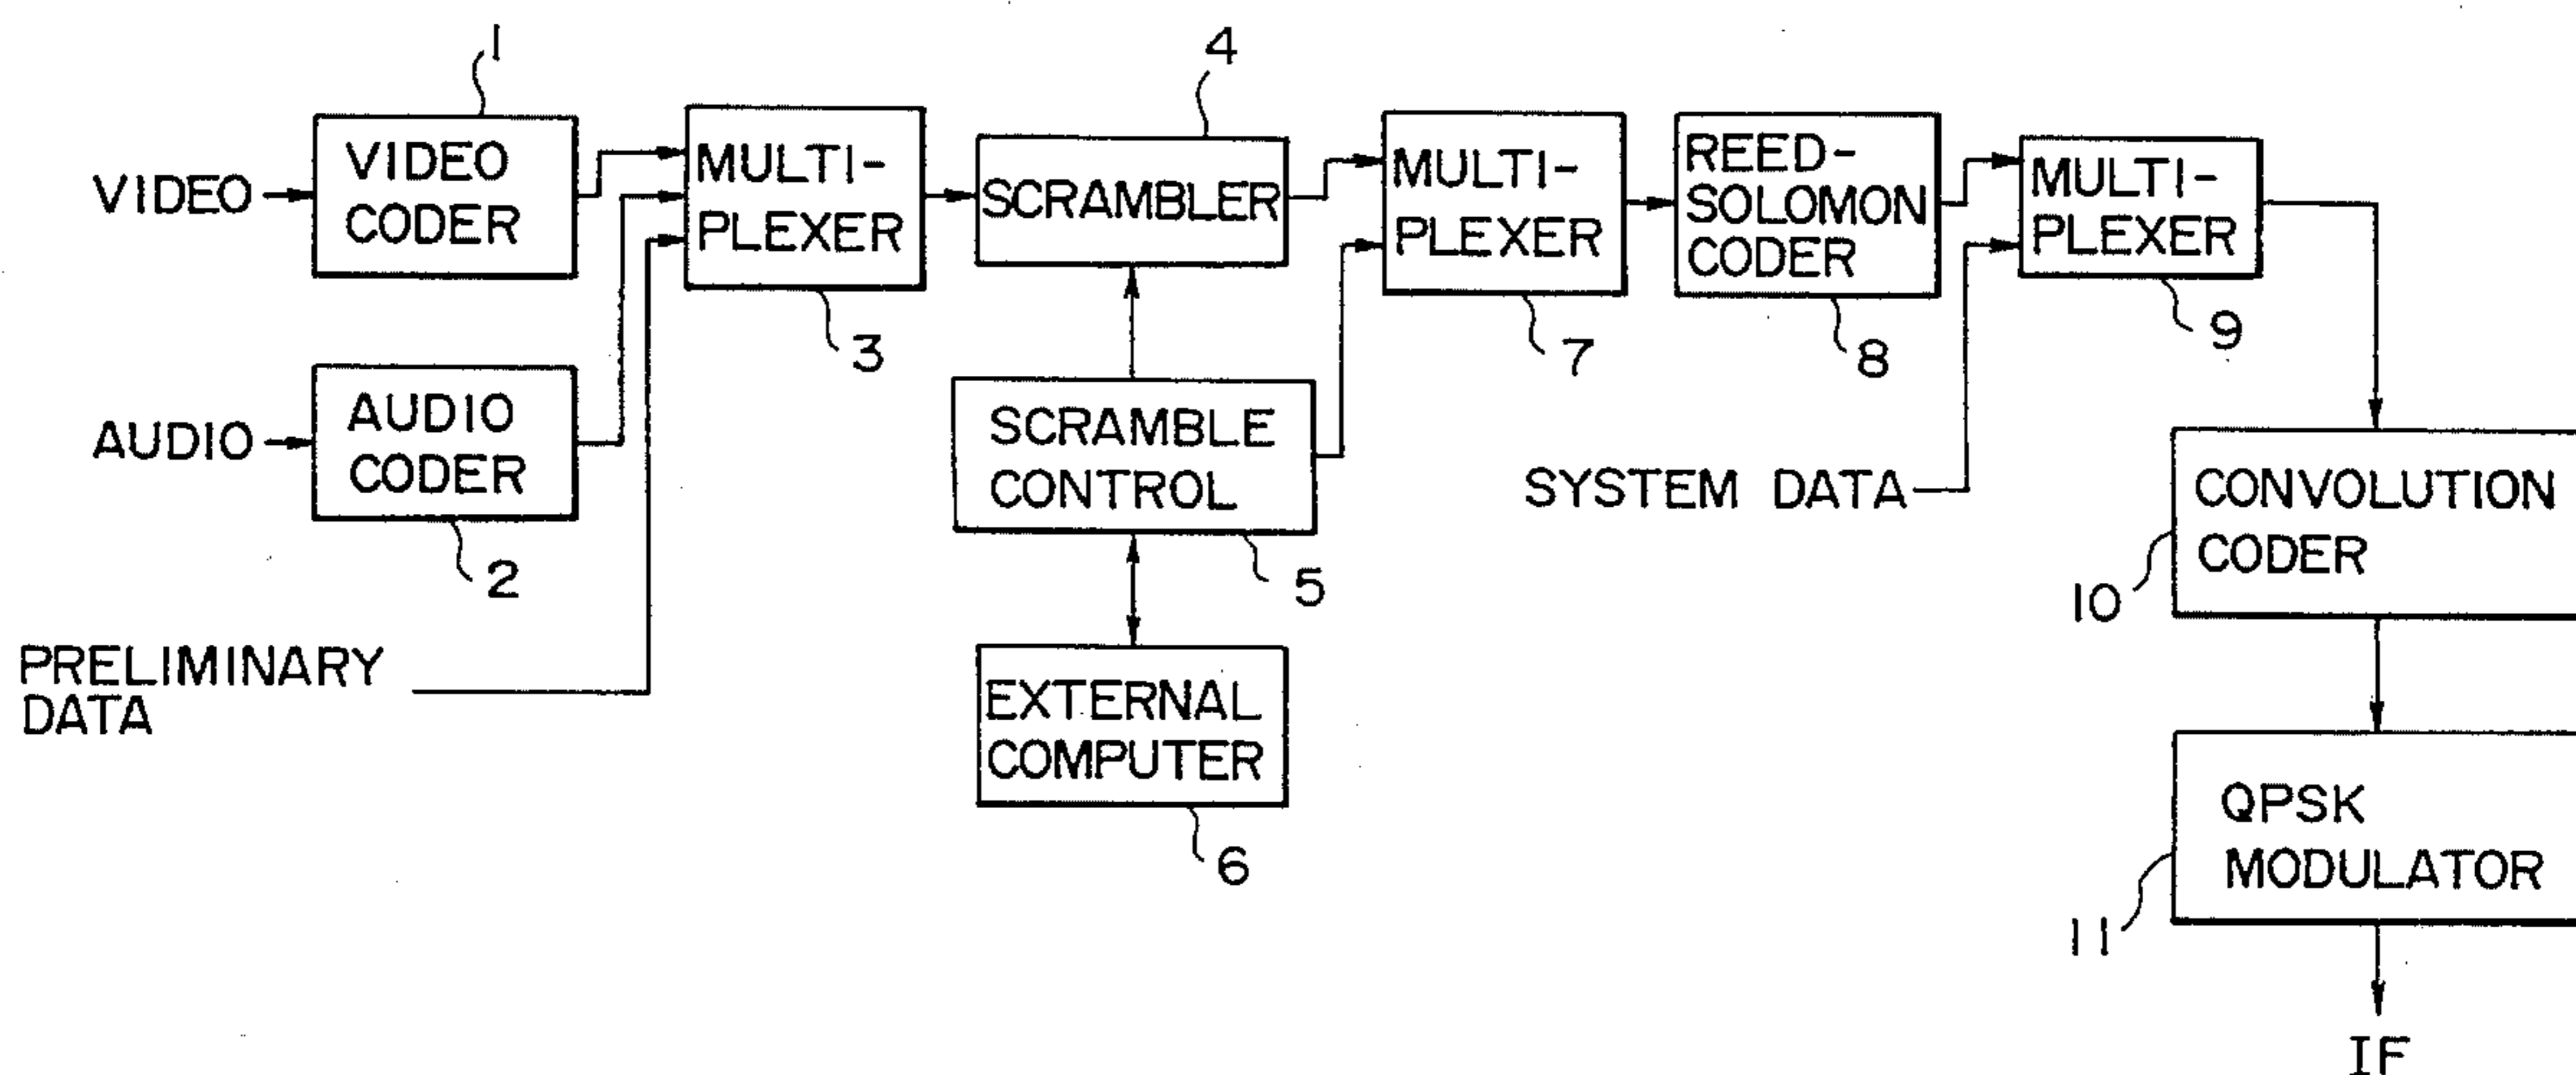 1
VIDEO
VIDEO
CODER
2
AUDIO
AUDIO
CODER
PRELIMINARY
DATA
MULTI-
PLEXER
3
4
SCRAMBLER
SCRAMBLE
CONTROL
5
EXTERNAL
COMPUTER
6
MULTI-
PLEXER
7
REED-
SOLOMON
CODER
8
SYSTEM DATA
MULTI-
PLEXER
9
CONVOLUTION
CODER
10
QPSK
MODULATOR
11
IF